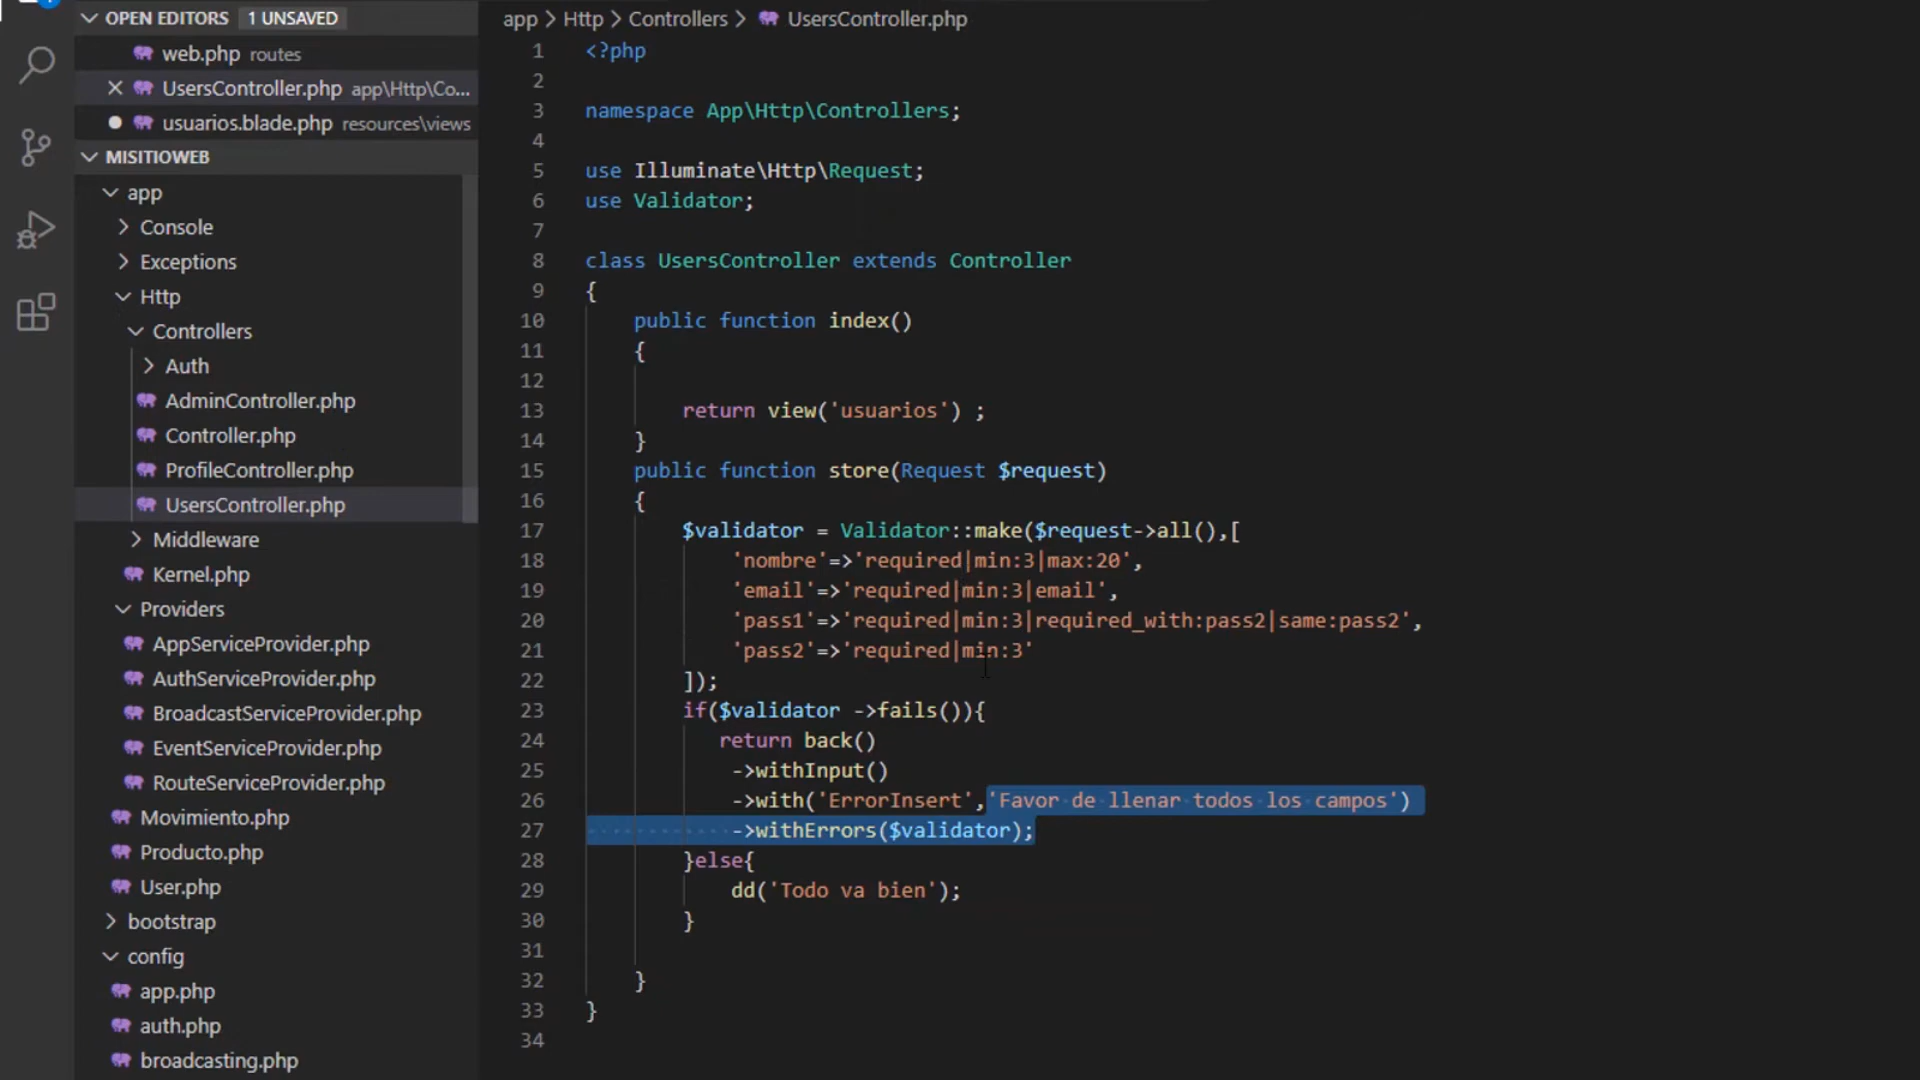 OPEN EDITORS 1 UNSAVED
web.php routes
UsersController.php app\Http\Co...
usuarios.blade.php resources\views
MISITIOWEB
app
Console
Exceptions
Http
Controllers
Auth
AdminController.php
Controller.php
ProfileController.php
UsersController.php
Middleware
Kernel.php
Providers
AppServiceProvider.php
AuthServiceProvider.php
BroadcastServiceProvider.php
EventServiceProvider.php
RouteServiceProvider.php
Movimiento.php
Producto.php
User.php
bootstrap
config
app.php
auth.php
broadcasting.php
app > Http > Controllers > UsersController.php
1 <?php
2
3 namespace App\Http\Controllers;
4
5 use Illuminate\Http\Request;
6 use Validator;
7
8 class UsersController extends Controller
9 {
10 public function index()
11 {
12
13 return view('usuarios') ;
14 }
15 public function store(Request $request)
16 {
17 $validator = Validator::make($request->all(),[
18 'nombre'=>'required|min:3|max:20',
19 'email'=>'required|min:3|email',
20 'pass1'=>'required|min:3|required_with:pass2|same:pass2',
21 'pass2'=>'required|min:3'
22 ]);
23 if($validator ->fails()){
24 return back()
25 ->withInput()
26 ->with('ErrorInsert','Favor de llenar todos los campos')
27 ->withErrors($validator);
28 }else{
29 dd('Todo va bien');
30 }
31
32 }
33 }
34